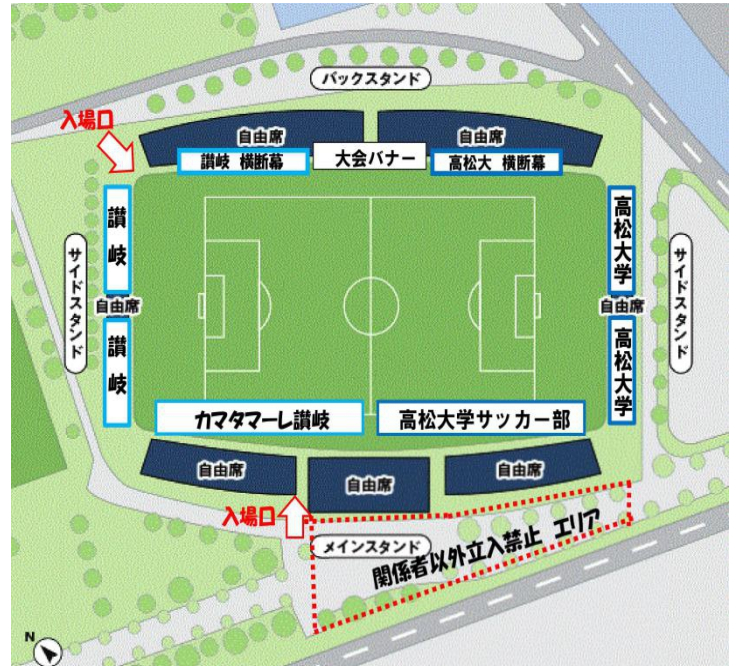 バックスタンド
入場口
自由席
自由席
讃岐 横断幕
大会バナー
高松大 横断幕
讃岐
高松大学
サイドスタンド
自由席
自由席
サイドスタンド
讃岐
高松大学
カマタマーレ讃岐
高松大学サッカー部
自由席
自由席
自由席
入場口
メインスタンド
関係者以外立入禁止 エリア
N